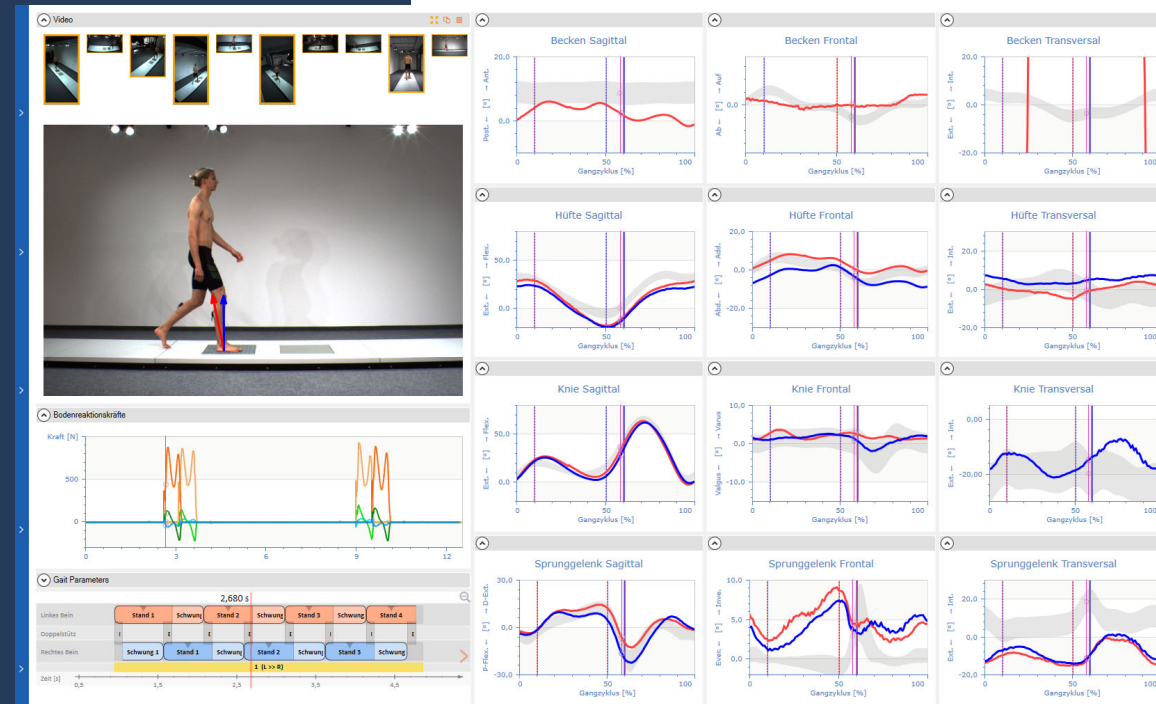 Video
Bodenreaktionskräfte
Kraft [N]
500
0
0 3 6 9 12
Gait Parameters
2,680 s
Linkes Bein Stand 1 Schwung Stand 2 Schwung Stand 3 Schwung Stand 4
Doppelstütz I E I E I E I E
Rechtes Bein Schwung 1 Stand 1 Schwung Stand 2 Schwung Stand 3 Schwung
1 (L >> R)
Zeit [s] 0,5 1,5 2,5 3,5 4,5
Becken Sagittal
20,0
0,0
Post. ← [°] → Ant.
0 50 100
Gangzyklus [%]
Becken Frontal
0,0
Ab ← [°] → Auf
0 50 100
Gangzyklus [%]
Becken Transversal
20,0
0,0
-20,0
Ext. ← [°] → Int.
0 50 100
Gangzyklus [%]
Hüfte Sagittal
50,0
0,0
Ext. ← [°] → Flex.
0 50 100
Gangzyklus [%]
Hüfte Frontal
20,0
0,0
-20,0
Abd. ← [°] → Add.
0 50 100
Gangzyklus [%]
Hüfte Transversal
20,0
0,0
-20,0
Ext. ← [°] → Int.
0 50 100
Gangzyklus [%]
Knie Sagittal
50,0
0,0
Ext. ← [°] → Flex.
0 50 100
Gangzyklus [%]
Knie Frontal
10,0
0,0
-10,0
Valgus ← [°] → Varus
0 50 100
Gangzyklus [%]
Knie Transversal
0,00
-20,00
Ext. ← [°] → Int.
0 50 100
Gangzyklus [%]
Sprunggelenk Sagittal
30,0
0,0
-30,0
P-Flex. ← [°] → D-Ext.
0 50 100
Gangzyklus [%]
Sprunggelenk Frontal
10,0
5,0
0,0
Ever. ← [°] → Inve.
0 50 100
Gangzyklus [%]
Sprunggelenk Transversal
20,0
0,0
-20,0
Ext. ← [°] → Int.
0 50 100
Gangzyklus [%]